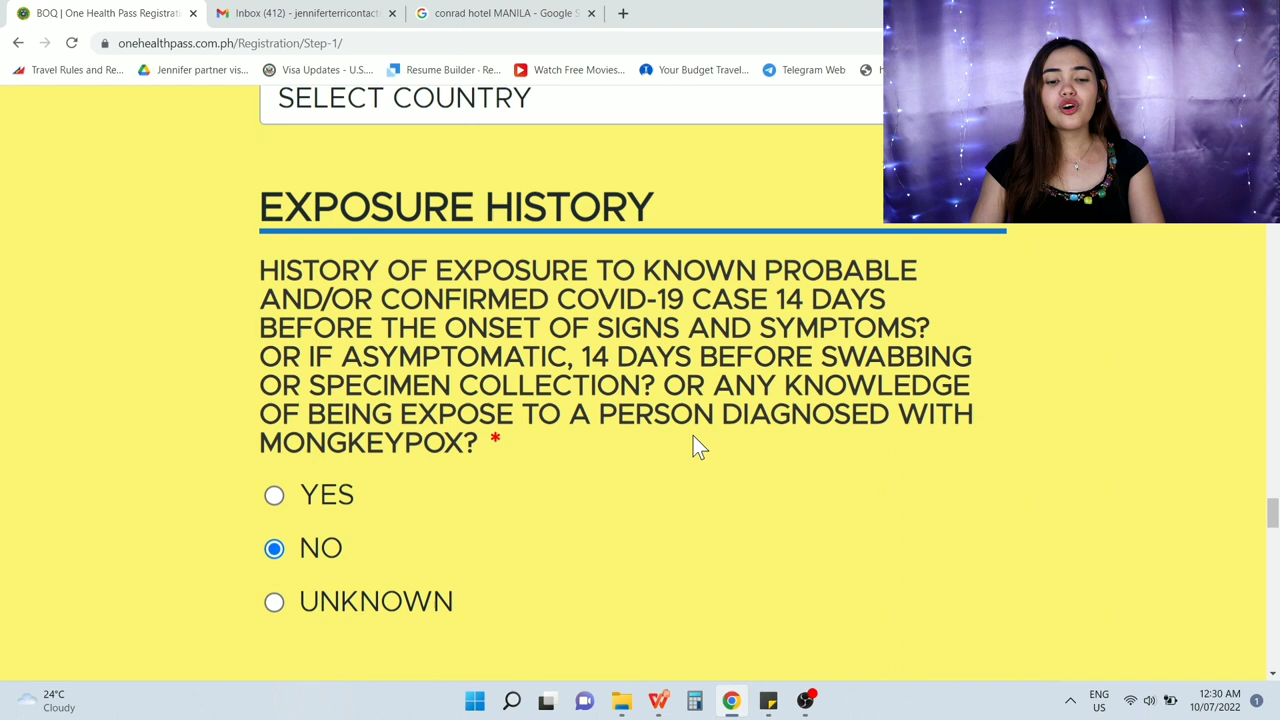 BOQ | One Health Pass Registrati
Inbox (412) - jenniferterricontact
conrad hotel MANILA - Google S
onehealthpass.com.ph/Registration/Step-1/
Travel Rules and Re...
Jennifer partner vis...
Visa Updates - U.S....
Resume Builder · Re...
Watch Free Movies...
Your Budget Travel...
Telegram Web
SELECT COUNTRY
EXPOSURE HISTORY
HISTORY OF EXPOSURE TO KNOWN PROBABLE
AND/OR CONFIRMED COVID-19 CASE 14 DAYS
BEFORE THE ONSET OF SIGNS AND SYMPTOMS?
OR IF ASYMPTOMATIC, 14 DAYS BEFORE SWABBING
OR SPECIMEN COLLECTION? OR ANY KNOWLEDGE
OF BEING EXPOSE TO A PERSON DIAGNOSED WITH
MONGKEYPOX? *
YES
NO
UNKNOWN
24°C
Cloudy
ENG
US
12:30 AM
10/07/2022
1